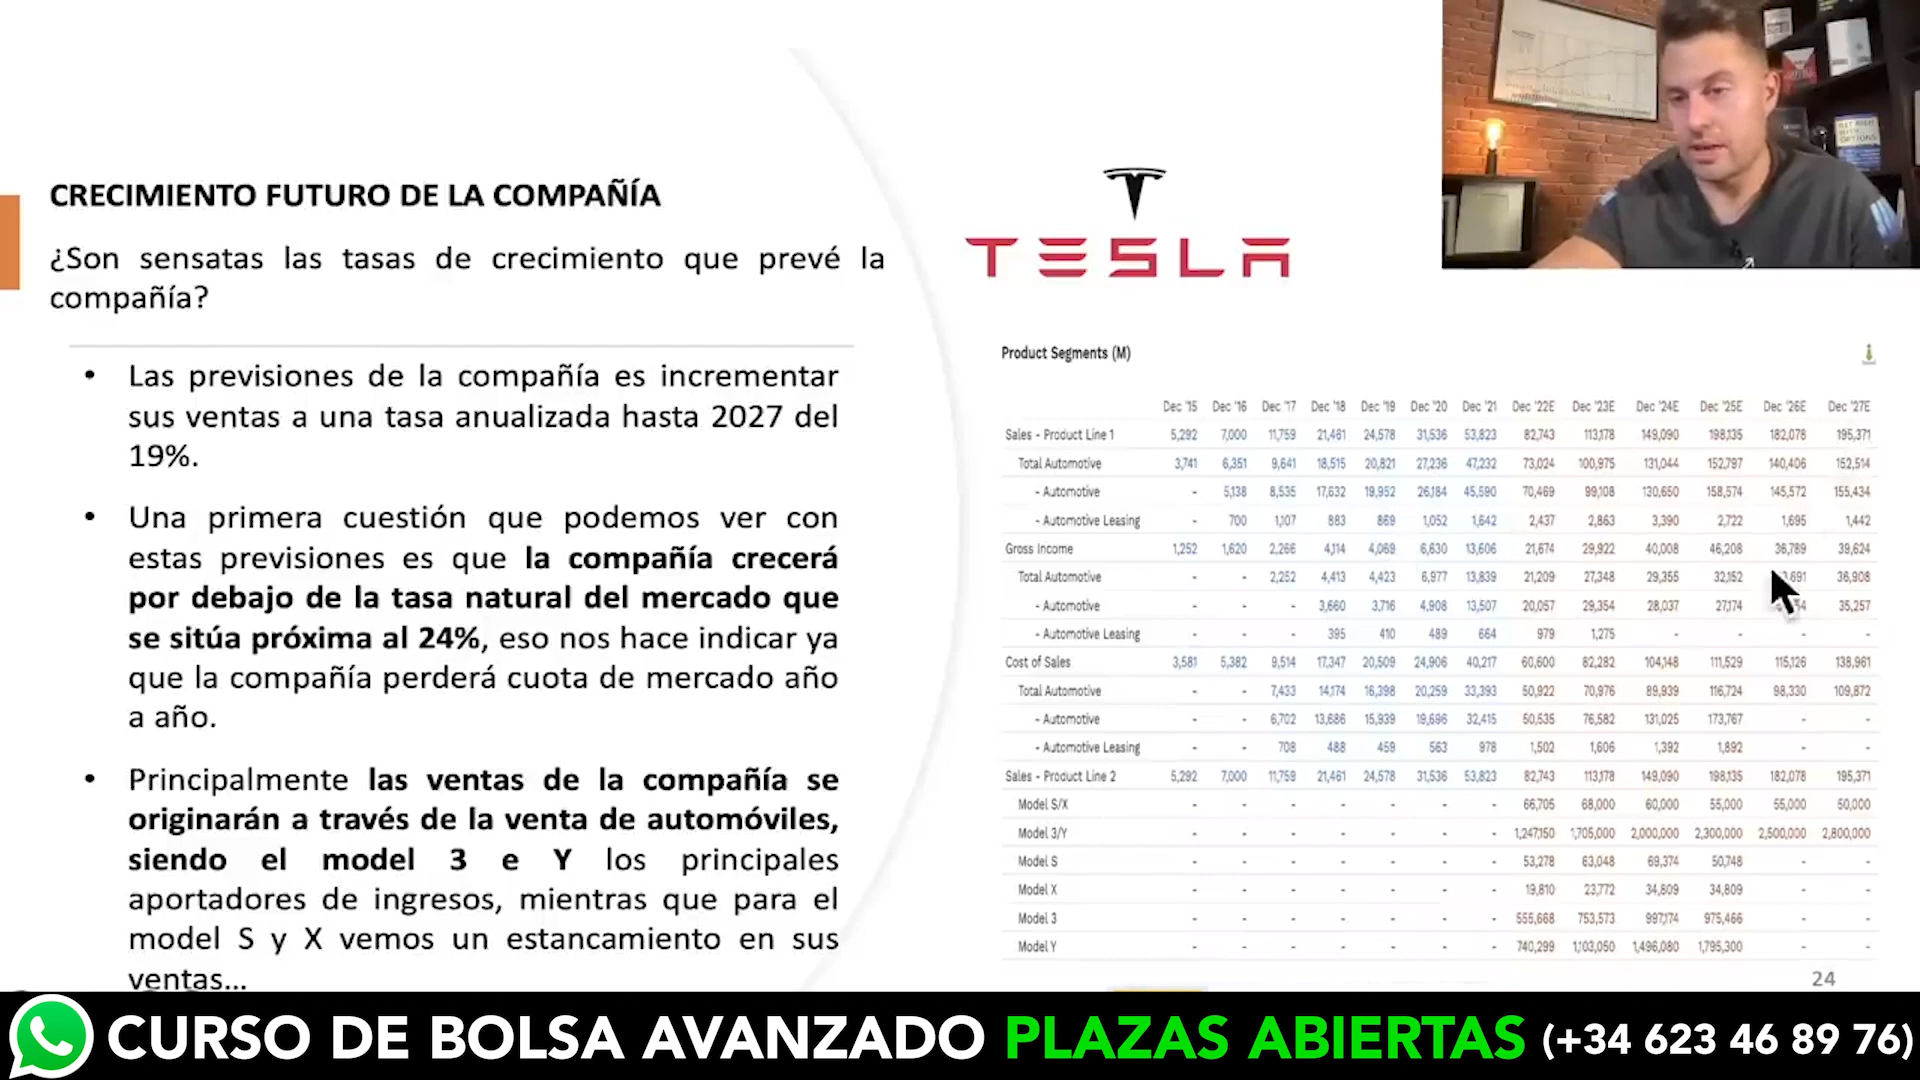 CRECIMIENTO FUTURO DE LA COMPAÑÍA
¿Son sensatas las tasas de crecimiento que prevé la
compañía?
• Las previsiones de la compañía es incrementar
sus ventas a una tasa anualizada hasta 2027 del
19%.
• Una primera cuestión que podemos ver con
estas previsiones es que la compañía crecerá
por debajo de la tasa natural del mercado que
se sitúa próxima al 24%, eso nos hace indicar ya
que la compañía perderá cuota de mercado año
a año.
• Principalmente las ventas de la compañía se
originarán a través de la venta de automóviles,
siendo el model 3 e Y los principales
aportadores de ingresos, mientras que para el
model S y X vemos un estancamiento en sus
ventas...
TESLA
GET RICH WITH OPTIONS
Product Segments (M)
Dec '15 Dec '16 Dec '17 Dec '18 Dec '19 Dec '20 Dec '21 Dec '22E Dec '23E Dec '24E Dec '25E Dec '26E Dec '27E
Sales - Product Line 1 5,292 7,000 11,759 21,461 24,578 31,536 53,823 82,743 113,178 149,090 198,135 182,078 195,371
Total Automotive 3,741 6,351 9,641 18,515 20,821 27,236 47,232 73,024 100,975 131,044 152,797 140,406 152,514
- Automotive - 5,138 8,535 17,632 19,952 26,184 45,590 70,469 99,108 130,650 158,574 145,572 155,434
- Automotive Leasing - 700 1,107 883 869 1,052 1,642 2,437 2,863 3,390 2,722 1,695 1,442
Gross Income 1,252 1,620 2,266 4,114 4,069 6,630 13,606 21,674 29,922 40,008 46,208 36,789 39,624
Total Automotive - - 2,252 4,413 4,423 6,977 13,839 21,209 27,348 29,355 32,152 36,908
- Automotive - - - 3,660 3,716 4,908 13,507 20,057 29,354 28,037 27,174 35,257
- Automotive Leasing - - - 395 410 489 664 979 1,275 - - - -
Cost of Sales 3,581 5,382 9,514 17,347 20,509 24,906 40,217 60,600 82,282 104,148 111,529 115,126 138,961
Total Automotive - - 7,433 14,174 16,398 20,259 33,393 50,922 70,976 89,939 116,724 98,330 109,872
- Automotive - - 6,702 13,686 15,939 19,696 32,415 50,535 76,582 131,025 173,767 - -
- Automotive Leasing - - 708 488 459 563 978 1,502 1,606 1,392 1,892 - -
Sales - Product Line 2 5,292 7,000 11,759 21,461 24,578 31,536 53,823 82,743 113,178 149,090 198,135 182,078 195,371
Model S/X - - - - - - - 66,705 68,000 60,000 55,000 55,000 50,000
Model 3/Y - - - - - - - 1,247,150 1,705,000 2,000,000 2,300,000 2,500,000 2,800,000
Model S - - - - - - - 53,278 63,048 69,374 50,748 - -
Model X - - - - - - - 19,810 23,772 34,809 34,809 - -
Model 3 - - - - - - - 555,668 753,573 997,174 975,466 - -
Model Y - - - - - - - 740,299 1,103,050 1,496,080 1,795,300 - -
24
CURSO DE BOLSA AVANZADO PLAZAS ABIERTAS (+34 623 46 89 76)